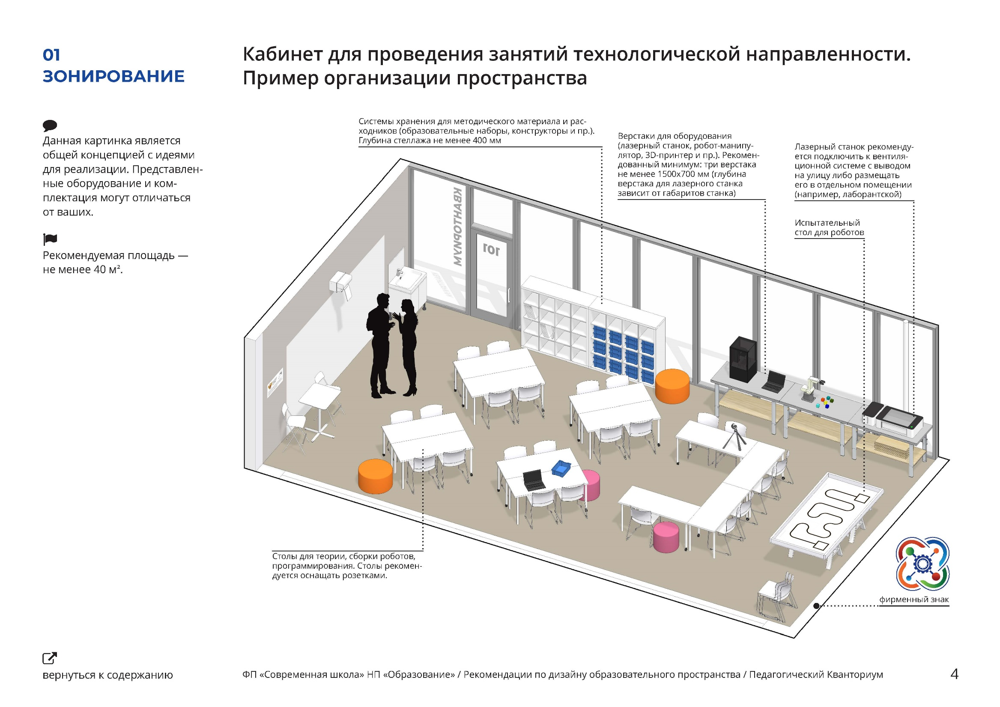 01
ЗОНИРОВАНИЕ
Кабинет для проведения занятий технологической направленности.
Пример организации пространства
Данная картинка является
общей концепцией с идеями
для реализации. Представлен-
ные оборудование и ком-
плектация могут отличаться
от ваших.
Рекомендуемая площадь —
не менее 40 м².
Системы хранения для методического материала и рас-
ходников (образовательные наборы, конструкторы и пр.).
Глубина стеллажа не менее 400 мм
Верстаки для оборудования
(лазерный станок, робот-манипу-
лятор, 3D-принтер и пр.). Рекомен-
дованный минимум: три верстака
не менее 1500х700 мм (глубина
верстака для лазерного станка
зависит от габаритов станка)
Лазерный станок рекоменду-
ется подключить к вентиля-
ционной системе с выводом
на улицу либо размещать
его в отдельном помещении
(например, лаборантской)
Испытательный
стол для роботов
КВАНТОРИУМ
101
Столы для теории, сборки роботов,
программирования. Столы рекомен-
дуется оснащать розетками.
фирменный знак
вернуться к содержанию
ФП «Современная школа» НП «Образование» / Рекомендации по дизайну образовательного пространства / Педагогический Кванториум
4